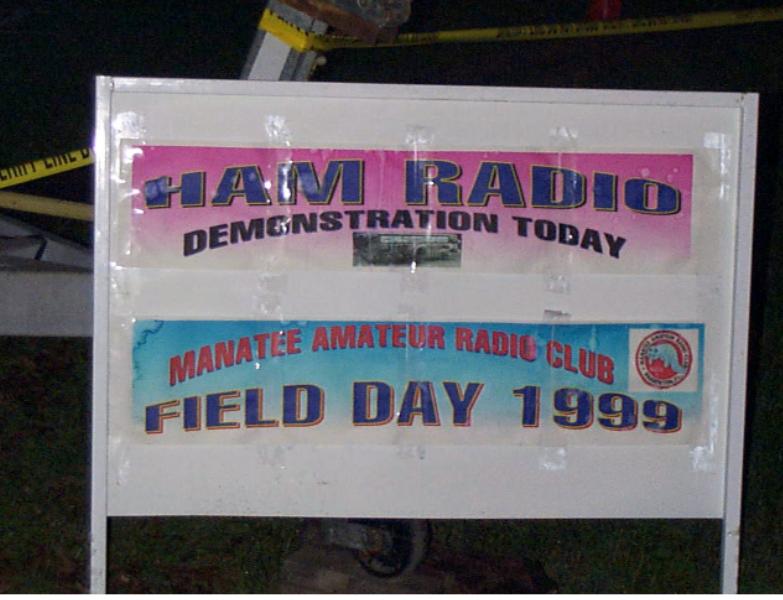 HAM RADIO
DEMONSTRATION TODAY
MANATEE AMATEUR RADIO CLUB
FIELD DAY 1999